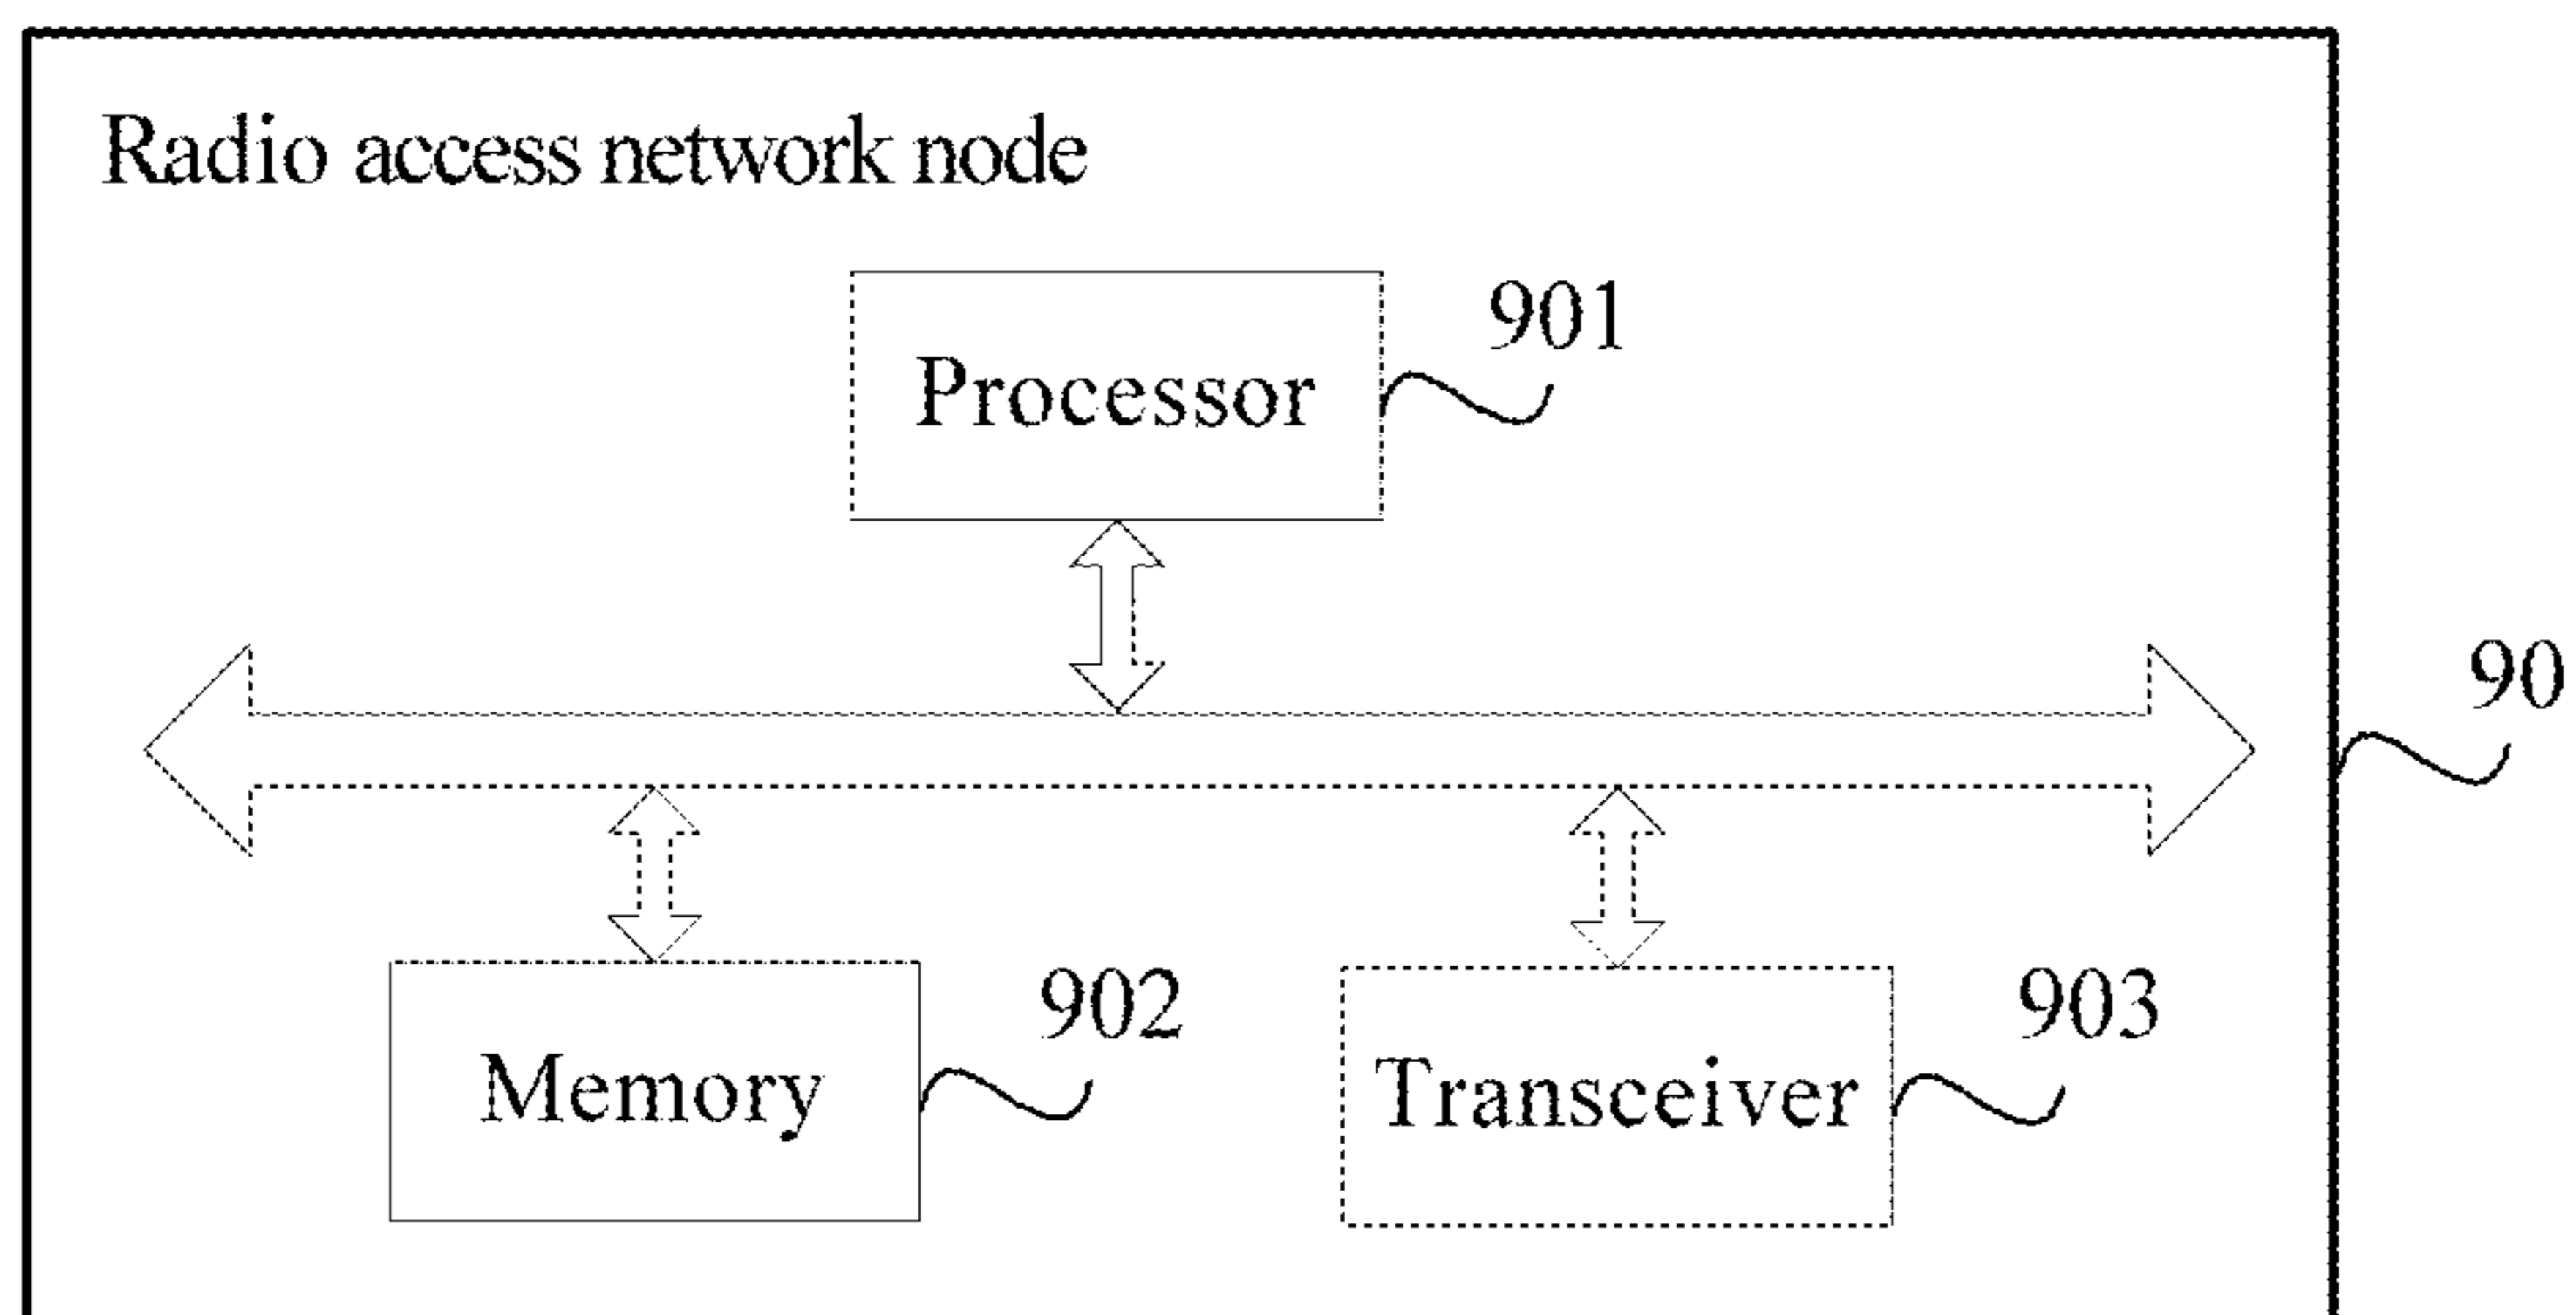 Radio access network node
901
Processor
90
902
903
Memory
Transceiver